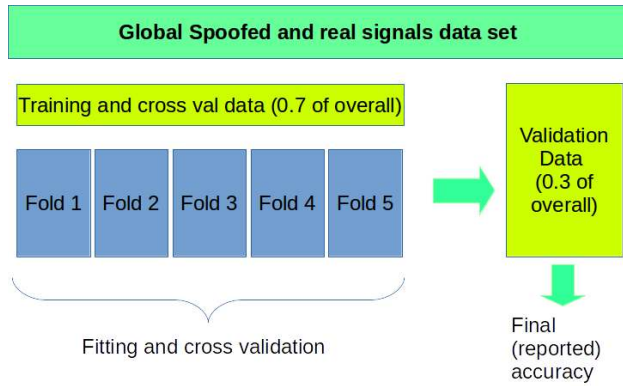 Global Spoofed and real signals data set
Training and cross val data (0.7 of overall)
Fold 1
Fold 2
Fold 3
Fold 4
Fold 5
Fitting and cross validation
Validation
Data
(0.3 of
overall)
Final
(reported)
accuracy